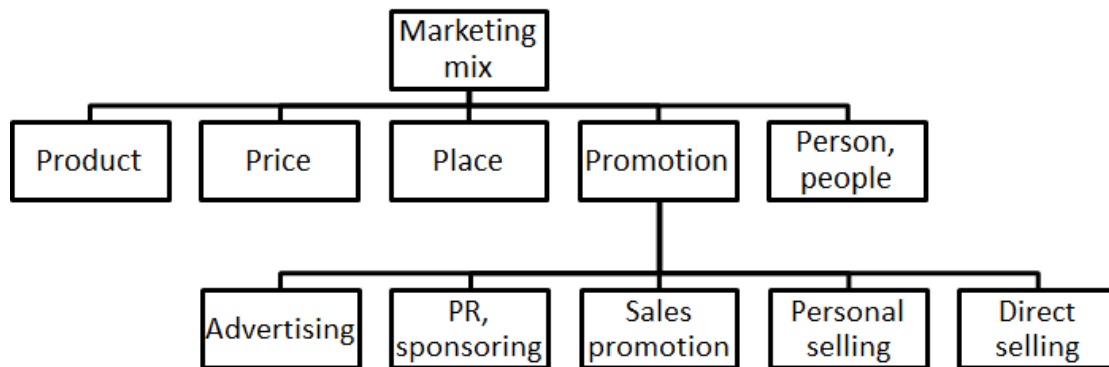 Marketing
mix
Product
Price
Place
Promotion
Person,
people
Advertising
PR,
sponsoring
Sales
promotion
Personal
selling
Direct
selling